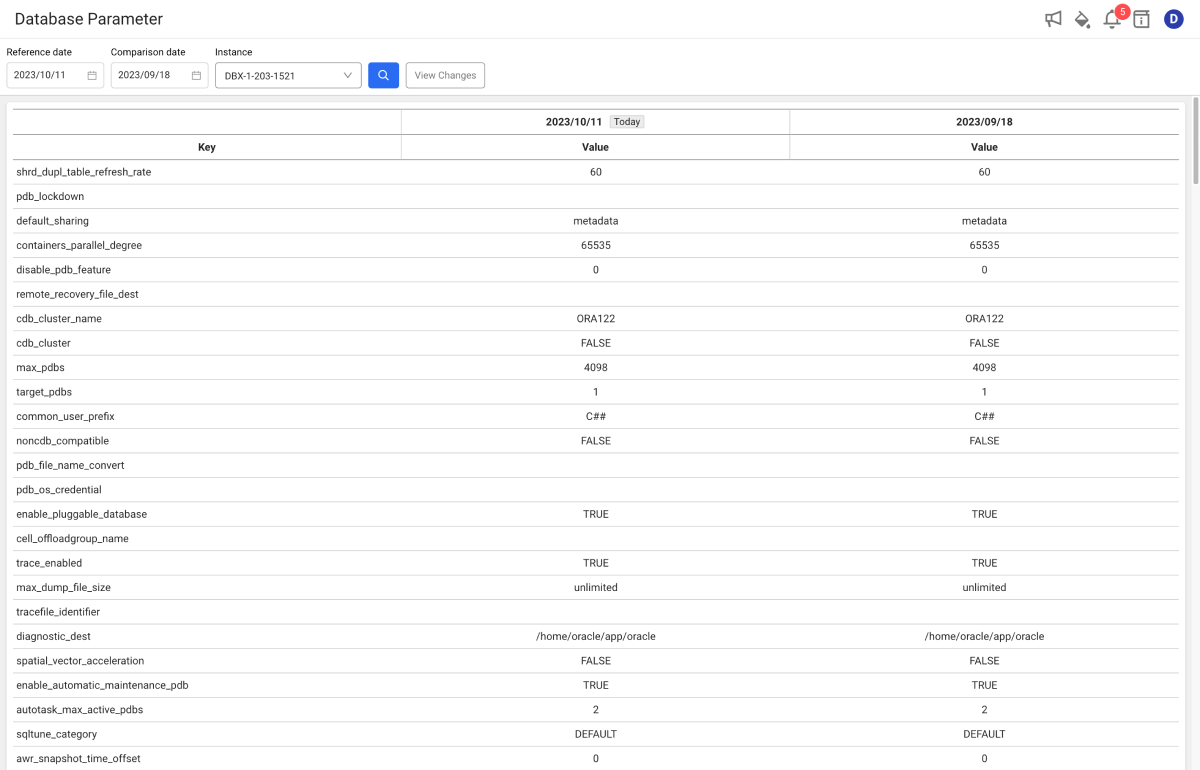 Database Parameter
5
D
Reference date Comparison date Instance
2023/10/11 2023/09/18 DBX-1-203-1521 View Changes
2023/10/11 Today 2023/09/18
Key Value Value
shrd_dupl_table_refresh_rate 60 60
pdb_lockdown
default_sharing metadata metadata
containers_parallel_degree 65535 65535
disable_pdb_feature 0 0
remote_recovery_file_dest
cdb_cluster_name ORA122 ORA122
cdb_cluster FALSE FALSE
max_pdbs 4098 4098
target_pdbs 1 1
common_user_prefix C## C##
noncdb_compatible FALSE FALSE
pdb_file_name_convert
pdb_os_credential
enable_pluggable_database TRUE TRUE
cell_offloadgroup_name
trace_enabled TRUE TRUE
max_dump_file_size unlimited unlimited
tracefile_identifier
diagnostic_dest /home/oracle/app/oracle /home/oracle/app/oracle
spatial_vector_acceleration FALSE FALSE
enable_automatic_maintenance_pdb TRUE TRUE
autotask_max_active_pdbs 2 2
sqltune_category DEFAULT DEFAULT
awr_snapshot_time_offset 0 0